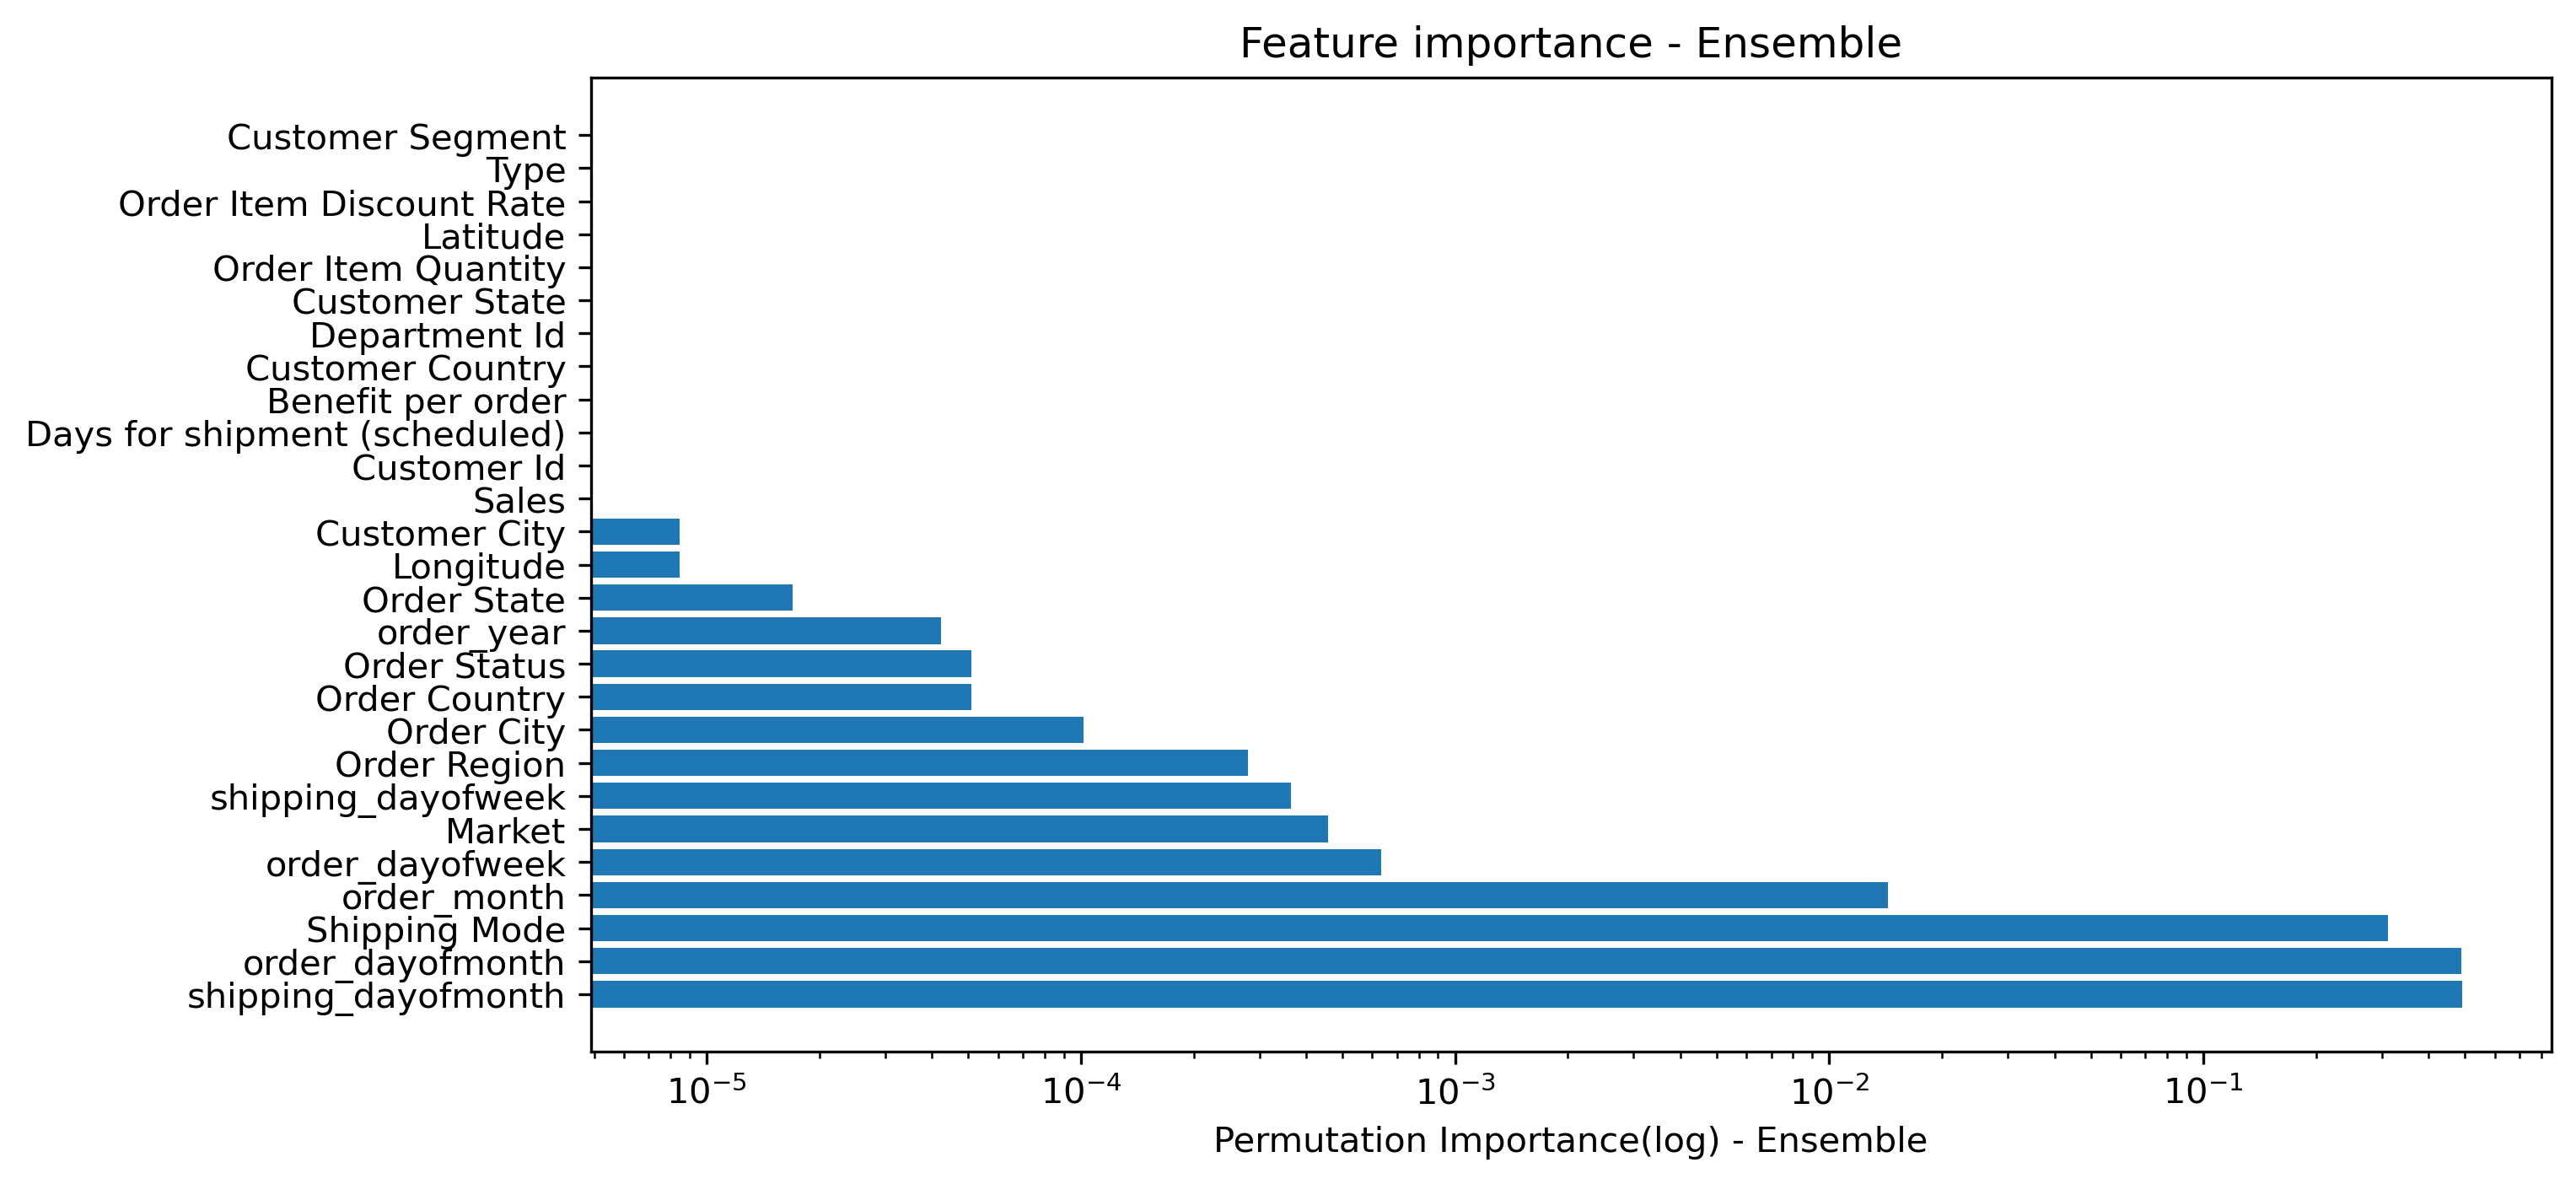 Feature importance - Ensemble
Customer Segment
Type
Order Item Discount Rate
Latitude
Order Item Quantity
Customer State
Department Id
Customer Country
Benefit per order
Days for shipment (scheduled)
Customer Id
Sales
Customer City
Longitude
Order State
order_year
Order Status
Order Country
Order City
Order Region
shipping_dayofweek
Market
order_dayofweek
order_month
Shipping Mode
order_dayofmonth
shipping_dayofmonth
10⁻⁵ 10⁻⁴ 10⁻³ 10⁻² 10⁻¹
Permutation Importance(log) - Ensemble